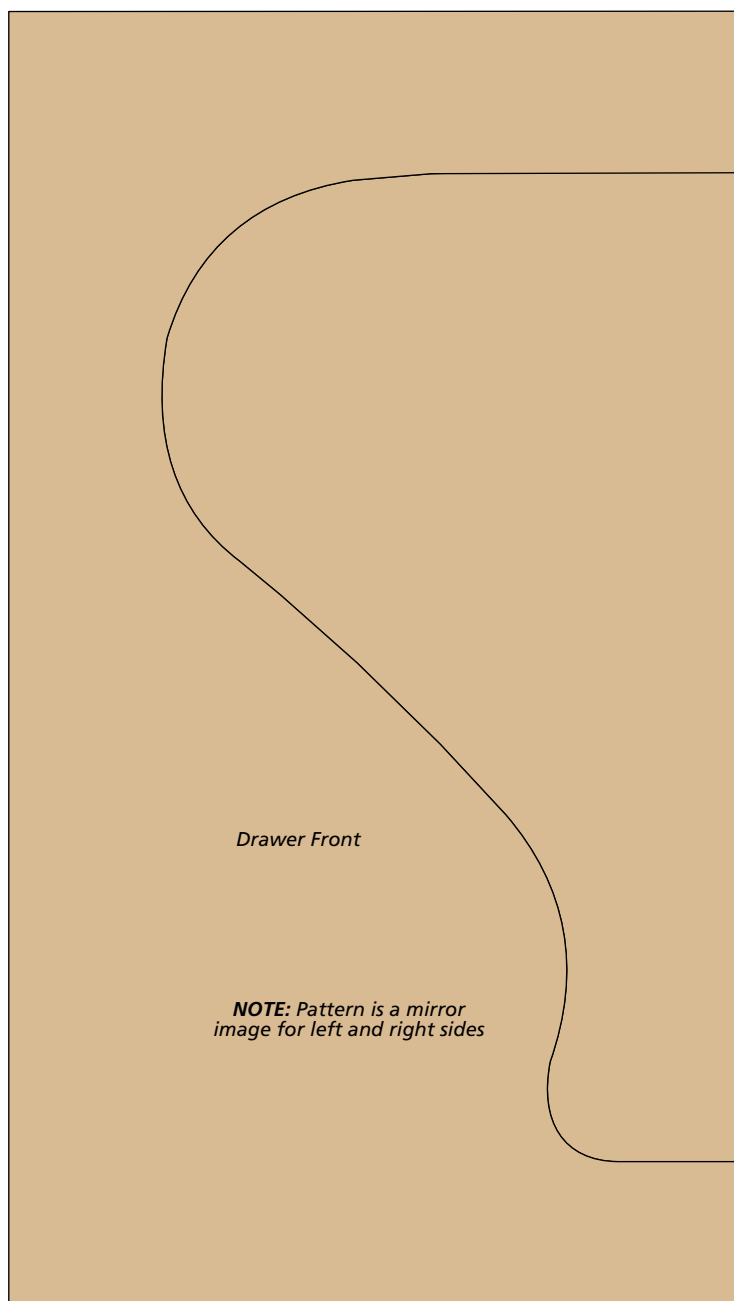 Drawer Front
NOTE: Pattern is a mirror
image for left and right sides